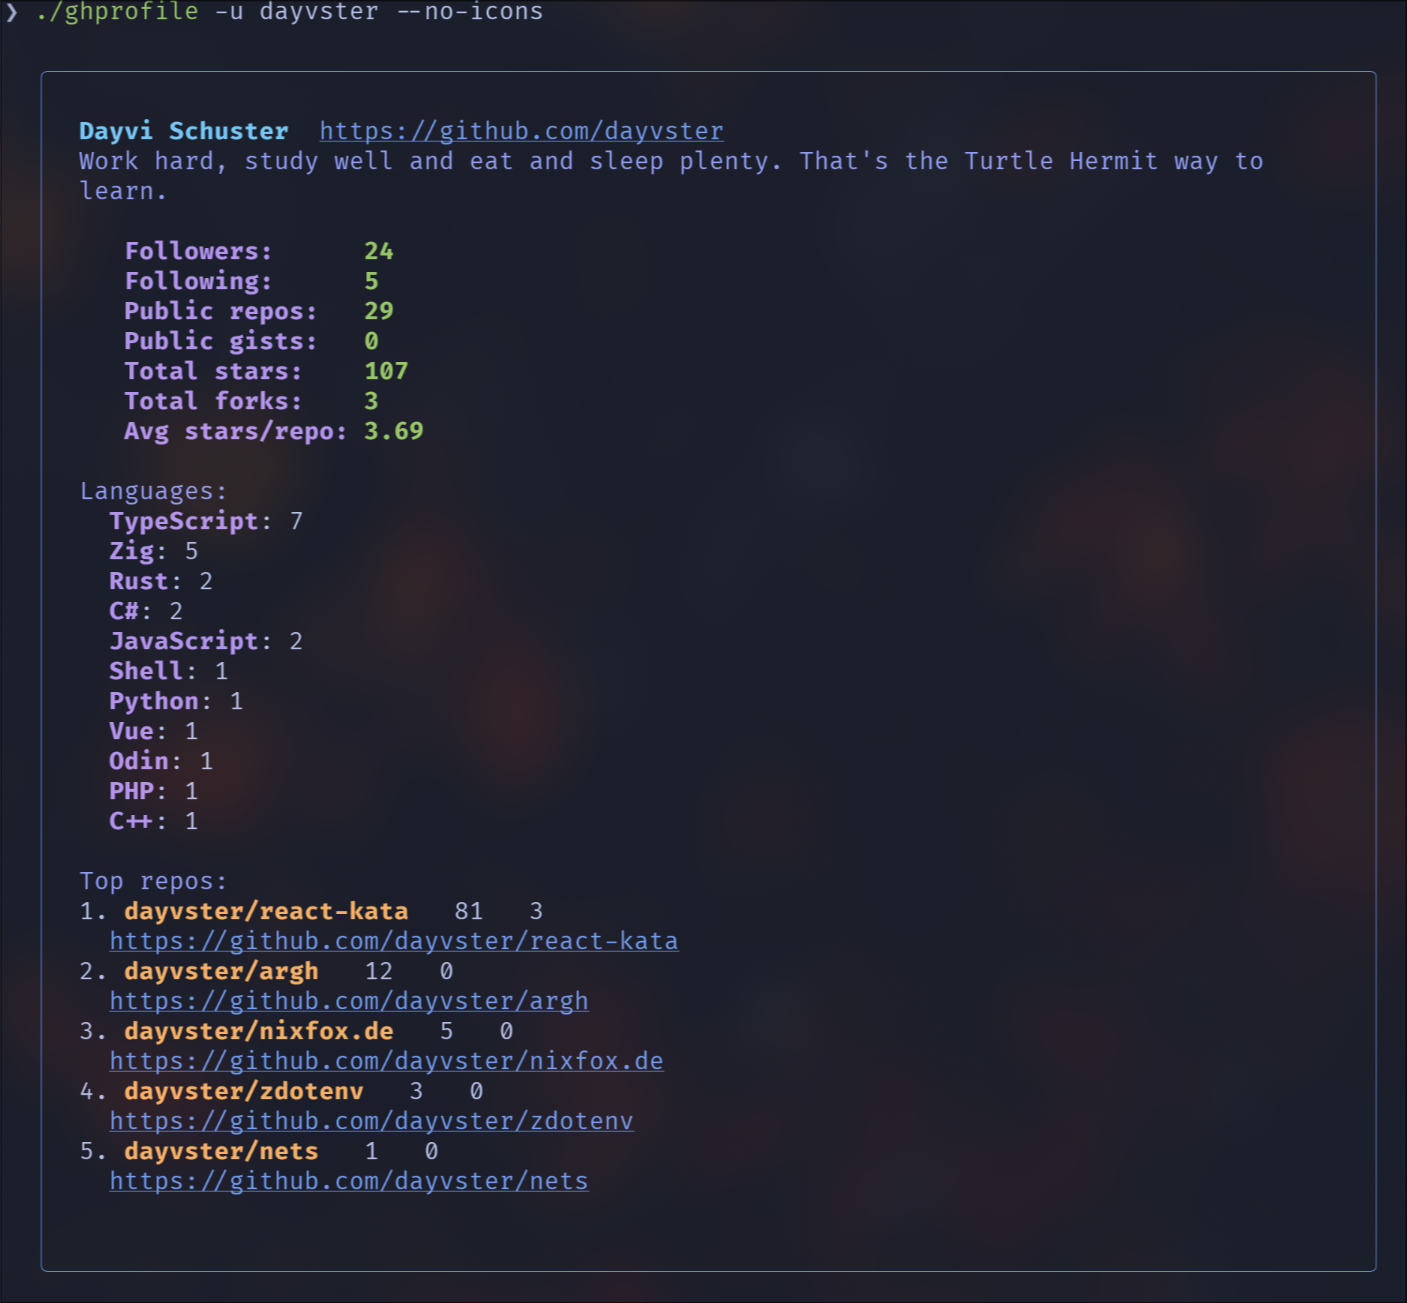 ❯ ./ghprofile -u dayvster --no-icons
Dayvi Schuster  https://github.com/dayvster
Work hard, study well and eat and sleep plenty. That's the Turtle Hermit way to
learn.
Followers:      24
Following:      5
Public repos:   29
Public gists:   0
Total stars:    107
Total forks:    3
Avg stars/repo: 3.69
Languages:
TypeScript: 7
Zig: 5
Rust: 2
C#: 2
JavaScript: 2
Shell: 1
Python: 1
Vue: 1
Odin: 1
PHP: 1
C++: 1
Top repos:
1. dayvster/react-kata   81   3
https://github.com/dayvster/react-kata
2. dayvster/argh   12   0
https://github.com/dayvster/argh
3. dayvster/nixfox.de   5   0
https://github.com/dayvster/nixfox.de
4. dayvster/zdotenv   3   0
https://github.com/dayvster/zdotenv
5. dayvster/nets   1   0
https://github.com/dayvster/nets